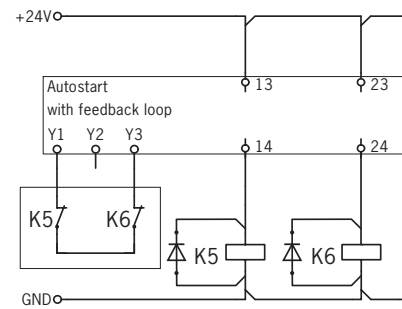 +24V
Autostart
13
23
with feedback loop
Y1 Y2 Y3
14
24
K5 K6
K5
K6
GND